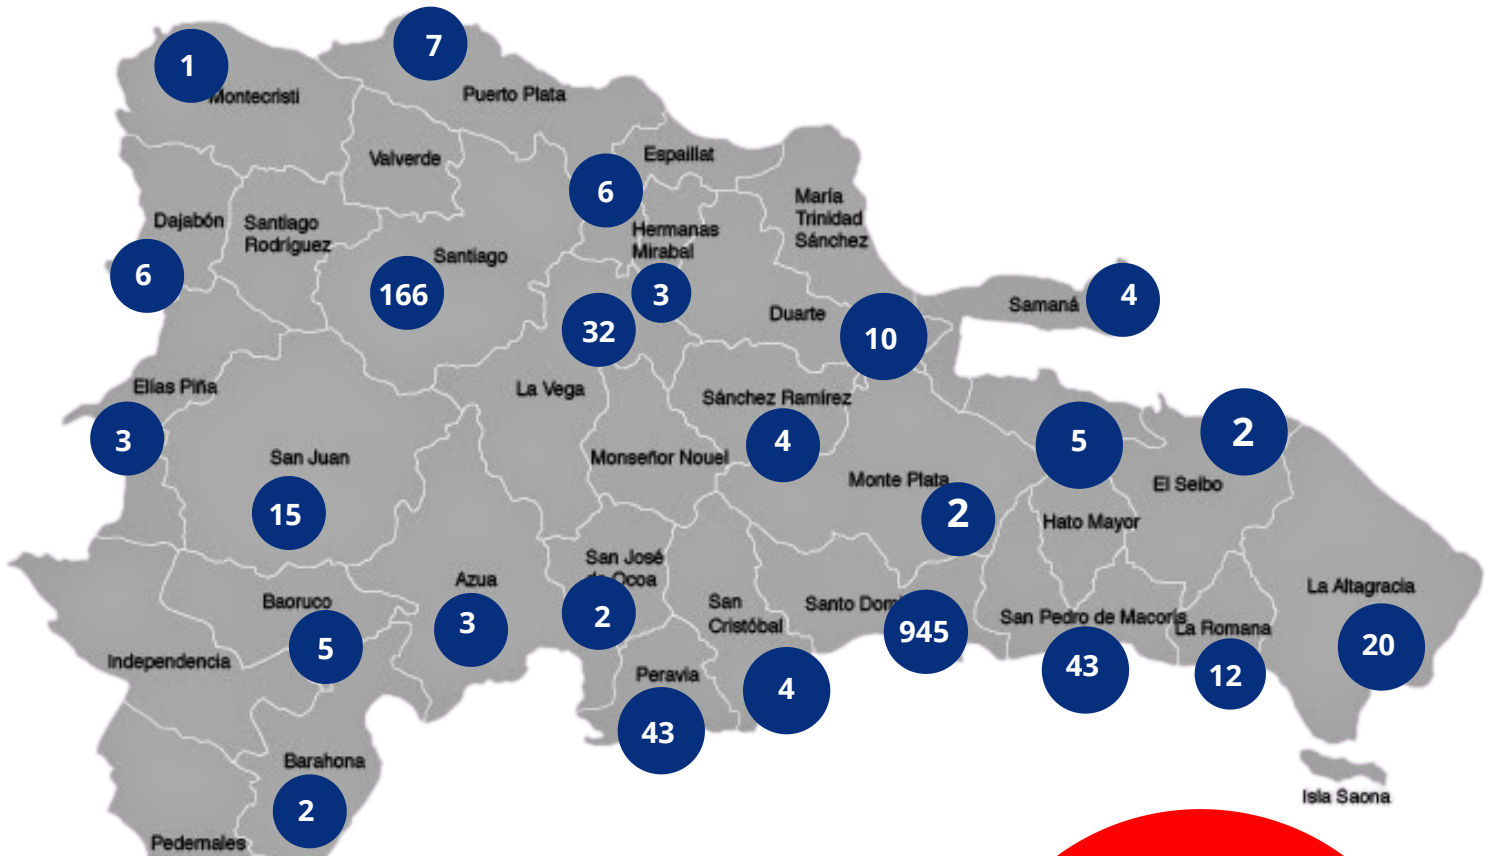 7
1
Montecristi
Puerto Plata
Valverde
Espaillat
6
María
Trinidad
Sánchez
Dajabón
Santiago
Rodríguez
Hermanas
Mirabal
Santiago
6
166
3
4
Samaná
Duarte
32
10
Elías Piña
La Vega
Sánchez Ramírez
3
4
5
2
San Juan
Monseñor Nouel
Monte Plata
El Seibo
15
2
Hato Mayor
San José
de Ocoa
Azua
La Altagracia
Baoruco
San
Cristóbal
Santo Dom
San Pedro de Macorís
La Romana
3
2
945
5
20
Independencia
Peravia
4
43
12
43
Barahona
2
Isla Saona
Pedernales